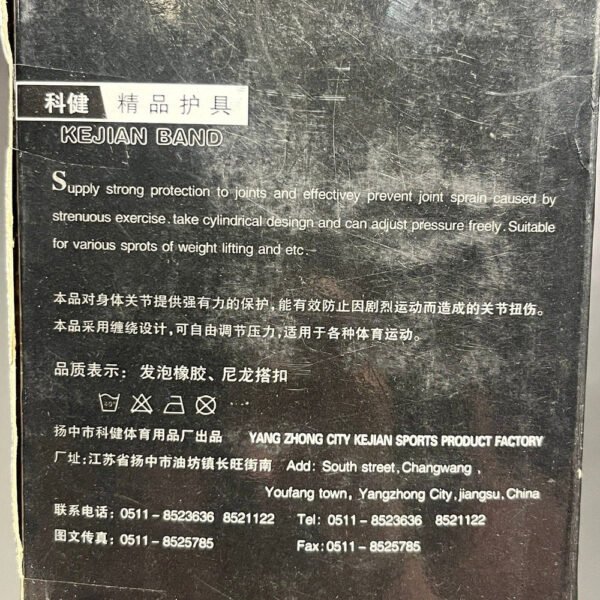 科健 精品护具
KEJIAN BAND
Supply strong protection to joints and effectivey prevent joint sprain caused by
strenuous exercise. take cylindrical desingn and can adjust pressure freely. Suitable
for various sprots of weight lifting and etc.
本品对身体关节提供强有力的保护,能有效防止因剧烈运动而造成的关节扭伤。
本品采用缠绕设计,可自由调节压力,适用于各种体育运动。
品质表示:发泡橡胶、尼龙搭扣
扬中市科健体育用品厂出品 YANG ZHONG CITY KEJIAN SPORTS PRODUCT FACTORY
厂址:江苏省扬中市油坊镇长旺街南 Add: South street, Changwang,
Youfang town, Yangzhong City, jiangsu, China
联系电话: 0511-8523636 8521122 Tel: 0511-8523636 8521122
图文传真: 0511-8525785 Fax: 0511-8525785